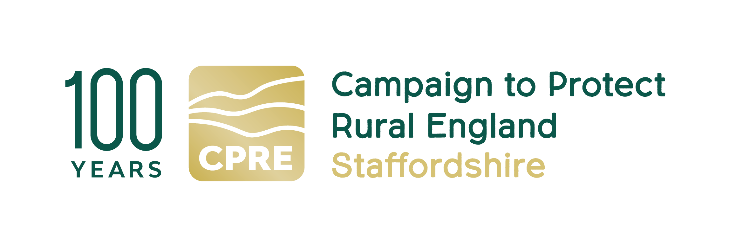 100
YEARS
CPRE
Campaign to Protect
Rural England
Staffordshire